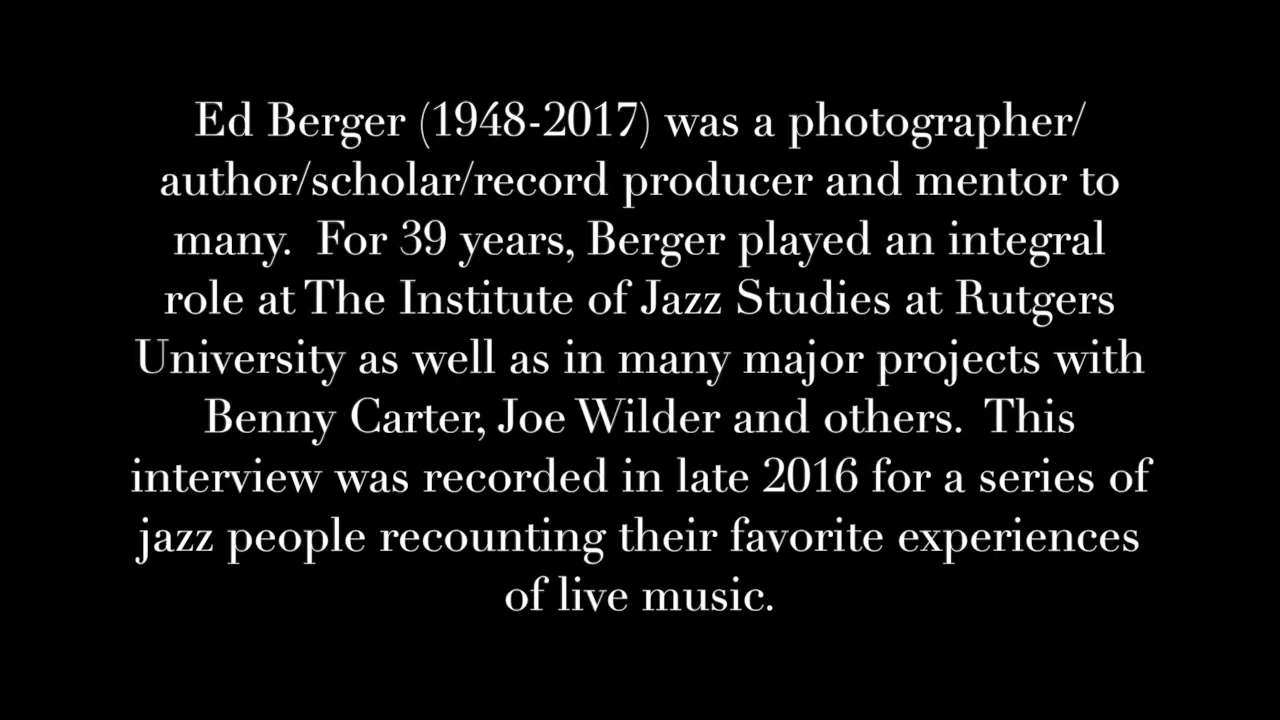 Ed Berger (1948-2017) was a photographer/
author/scholar/record producer and mentor to
many.  For 39 years, Berger played an integral
role at The Institute of Jazz Studies at Rutgers
University as well as in many major projects with
Benny Carter, Joe Wilder and others.  This
interview was recorded in late 2016 for a series of
jazz people recounting their favorite experiences
of live music.